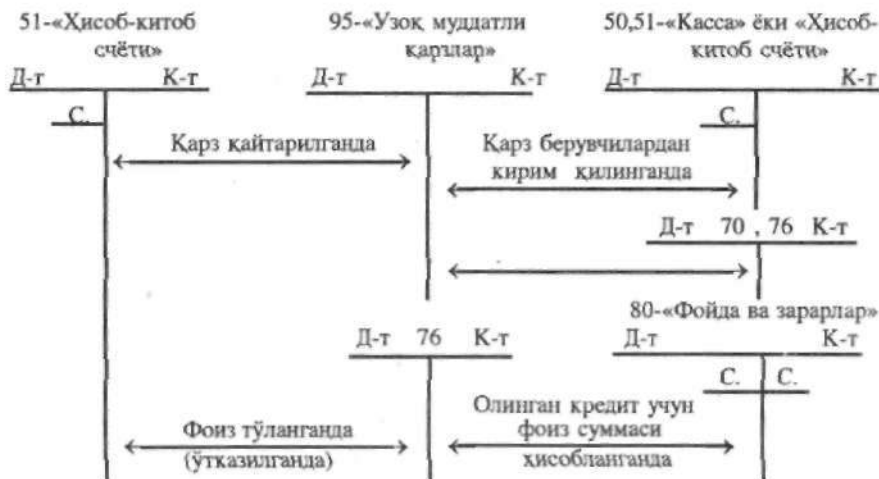 51-«Ҳисоб-китоб счёти»
95-«Узоқ муддатли қарзлар»
50,51-«Касса» ёки «Ҳисоб-китоб счёти»
Д-т К-т
Д-т К-т
Д-т К-т
С.
С.
Қарз қайтарилганда
Қарз берувчилардан
кирим қилинганда
Д-т 70 , 76 К-т
80-«Фойда ва зарарлар»
Д-т 76 К-т
Д-т К-т
С. С.
Фоиз тўланганда
(ўтказилганда)
Олинган кредит учун
фоиз суммаси
ҳисобланганда